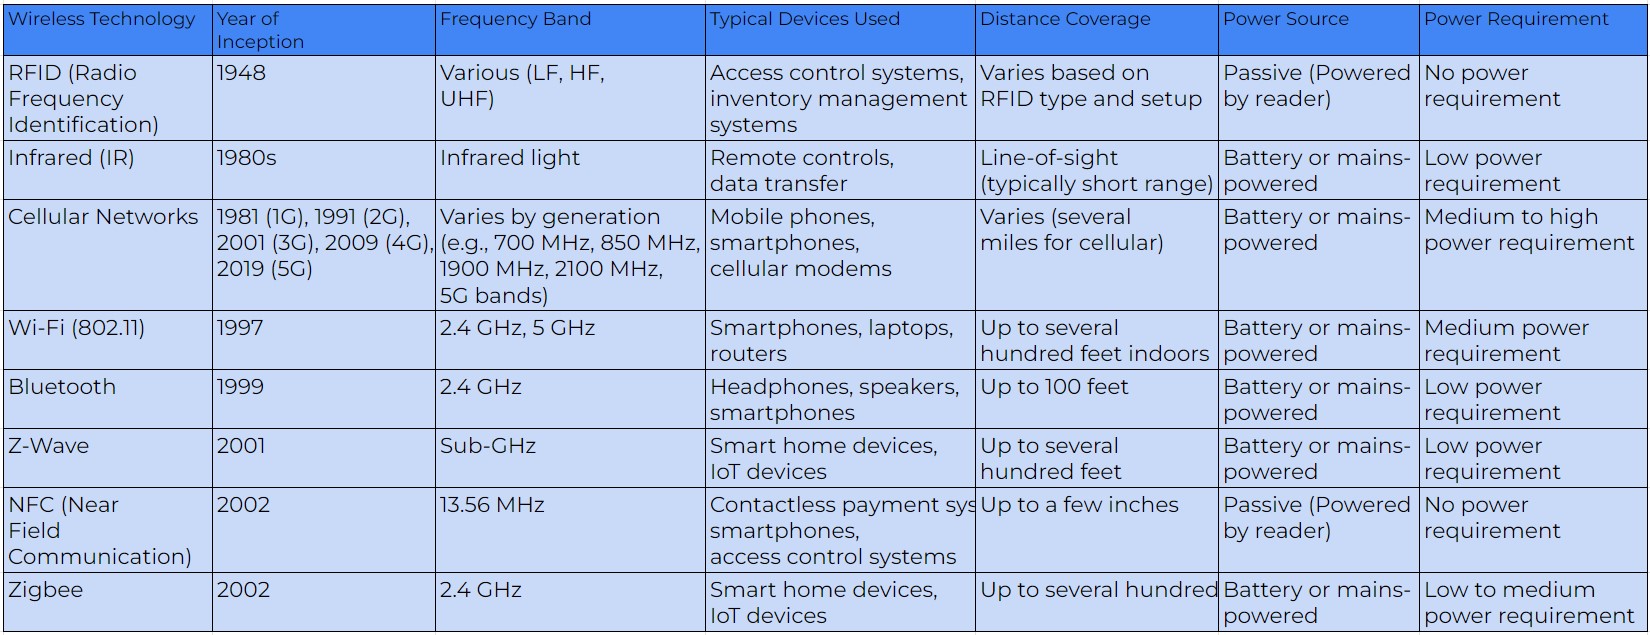 Wireless Technology
Year of
Inception
Frequency Band
Typical Devices Used
Distance Coverage
Power Source
Power Requirement
RFID (Radio
Frequency
Identification)
1948
Various (LF, HF,
UHF)
Access control systems,
inventory management
systems
Varies based on
RFID type and setup
Passive (Powered
by reader)
No power
requirement
Infrared (IR)
1980s
Infrared light
Remote controls,
data transfer
Line-of-sight
(typically short range)
Battery or mains-
powered
Low power
requirement
Cellular Networks
1981 (1G), 1991 (2G),
2001 (3G), 2009 (4G),
2019 (5G)
Varies by generation
(e.g., 700 MHz, 850 MHz,
1900 MHz, 2100 MHz,
5G bands)
Mobile phones,
smartphones,
cellular modems
Varies (several
miles for cellular)
Battery or mains-
powered
Medium to high
power requirement
Wi-Fi (802.11)
1997
2.4 GHz, 5 GHz
Smartphones, laptops,
routers
Up to several
hundred feet indoors
Battery or mains-
powered
Medium power
requirement
Bluetooth
1999
2.4 GHz
Headphones, speakers,
smartphones
Up to 100 feet
Battery or mains-
powered
Low power
requirement
Z-Wave
2001
Sub-GHz
Smart home devices,
IoT devices
Up to several
hundred feet
Battery or mains-
powered
Low power
requirement
NFC (Near
Field
Communication)
2002
13.56 MHz
Contactless payment sys
smartphones,
access control systems
Up to a few inches
Passive (Powered
by reader)
No power
requirement
Zigbee
2002
2.4 GHz
Smart home devices,
IoT devices
Up to several hundred
Battery or mains-
powered
Low to medium
power requirement